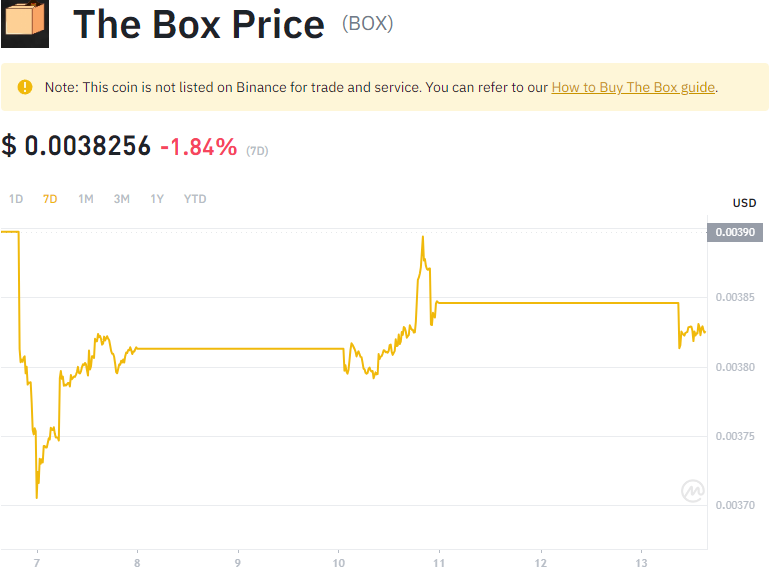 The Box Price (BOX)
Note: This coin is not listed on Binance for trade and service. You can refer to our How to Buy The Box guide.
$ 0.0038256 -1.84% (7D)
1D 7D 1M 3M 1Y YTD
USD
0.00390
0.00385
0.00380
0.00375
0.00370
7 8 9 10 11 12 13